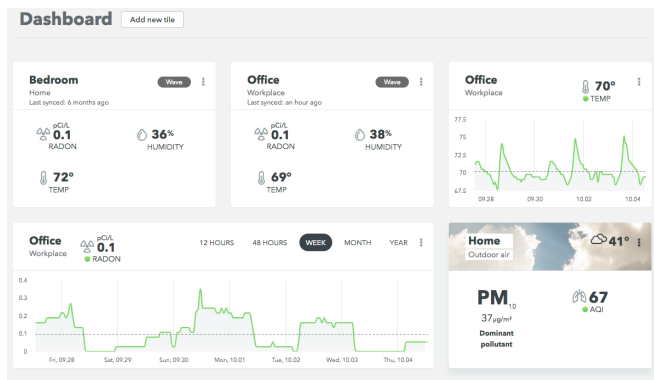 Dashboard Add new tile
Bedroom Wave
Home
Last synced: 6 months ago
pCi/L
0.1 36%
RADON HUMIDITY
72°
TEMP
Office Wave
Workplace
Last synced: an hour ago
pCi/L
0.1 38%
RADON HUMIDITY
69°
TEMP
Office 70°
Workplace TEMP
77.5
75
72.5
70
67.5
09.28 09.30 10.02 10.04
Office pCi/L 0.1 12 HOURS 48 HOURS WEEK MONTH YEAR
Workplace RADON
0.4
0.3
0.2
0.1
0
Fri, 09.28 Sat, 09.29 Sun, 09.30 Mon, 10.01 Tue, 10.02 Wed, 10.03 Thu, 10.04
Home 41°
Outdoor air
PM10 67
37µg/m³ AQI
Dominant
pollutant